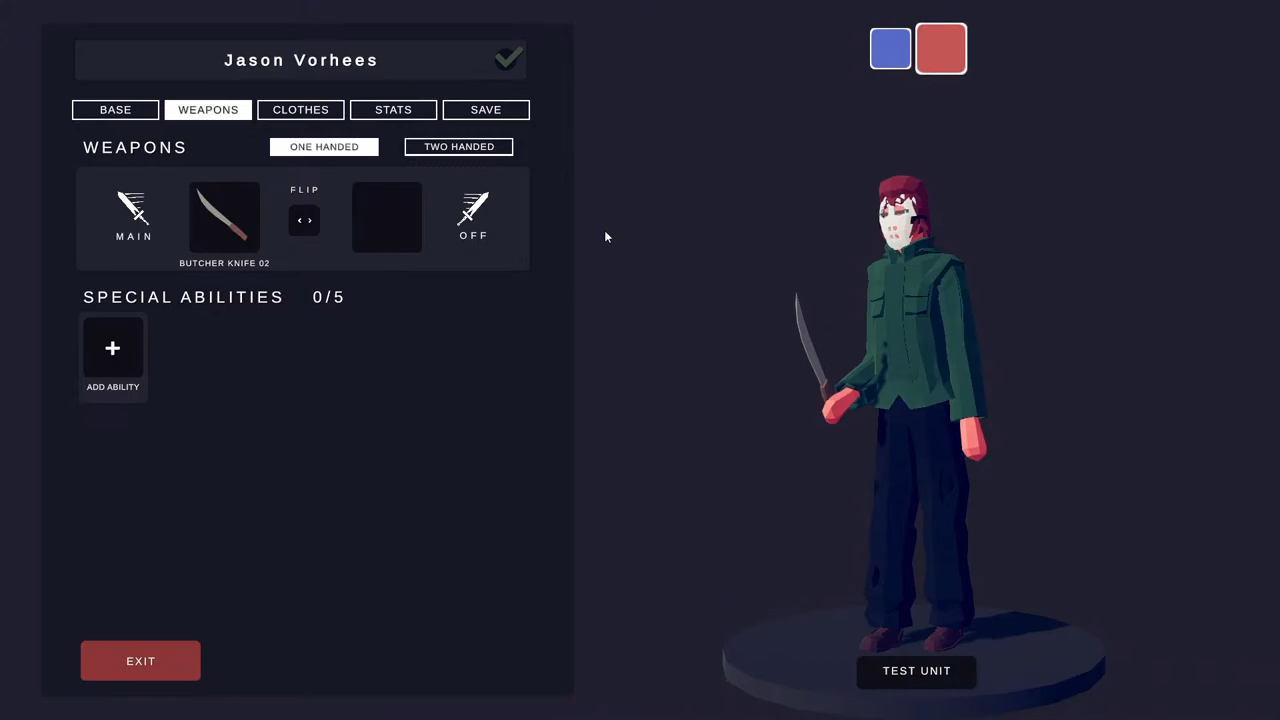 Jason Vorhees
BASE WEAPONS CLOTHES STATS SAVE
WEAPONS ONE HANDED TWO HANDED
FLIP
MAIN OFF
BUTCHER KNIFE 02
SPECIAL ABILITIES 0/5
+
ADD ABILITY
EXIT
TEST UNIT